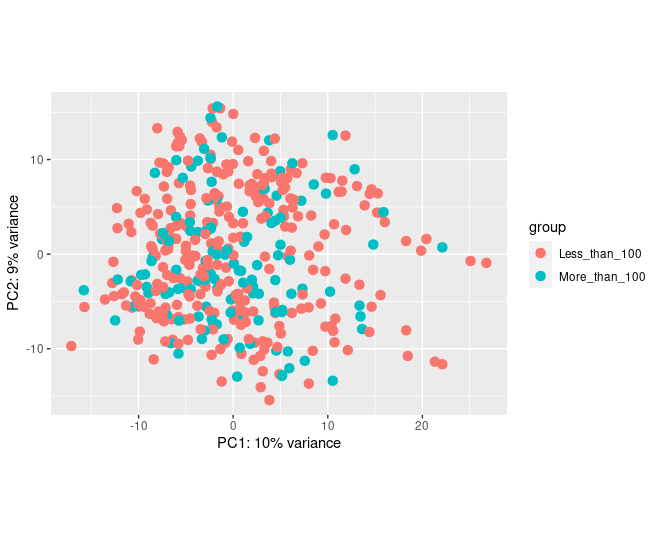 10
0
-10
PC2: 9% variance
-10
0
10
20
PC1: 10% variance
group
Less_than_100
More_than_100